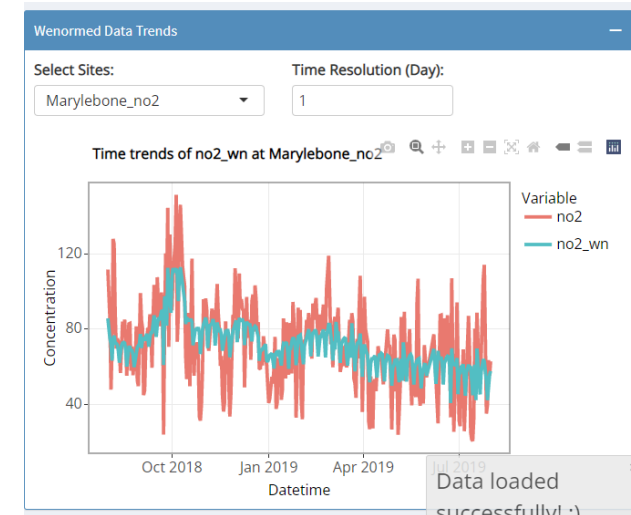 Wenormed Data Trends
Select Sites:
Time Resolution (Day):
Marylebone_no2
1
Time trends of no2_wn at Marylebone_no2
Variable
no2
no2_wn
120
80
40
Concentration
Oct 2018
Jan 2019
Apr 2019
Jul 2019
Datetime
Data loaded
successfully! :)